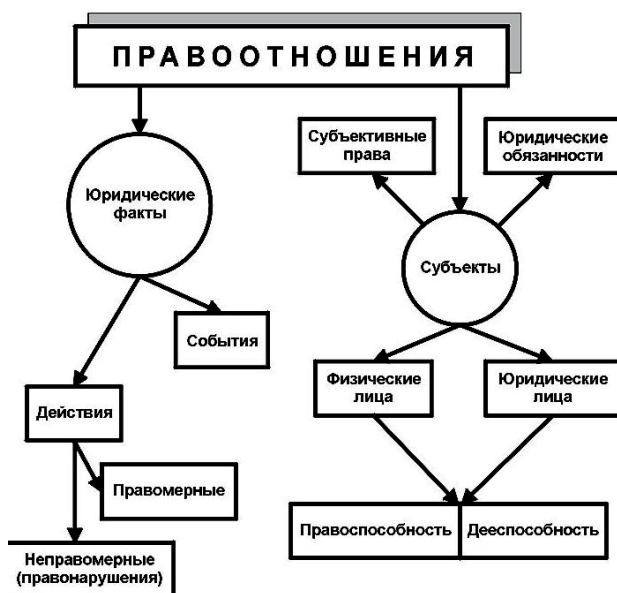 ПРАВООТНОШЕНИЯ
Субъективные
права
Юридические
обязанности
Юридические
факты
Субъекты
События
Физические
лица
Юридические
лица
Действия
Правомерные
Неправомерные
(правонарушения)
Правоспособность
Дееспособность